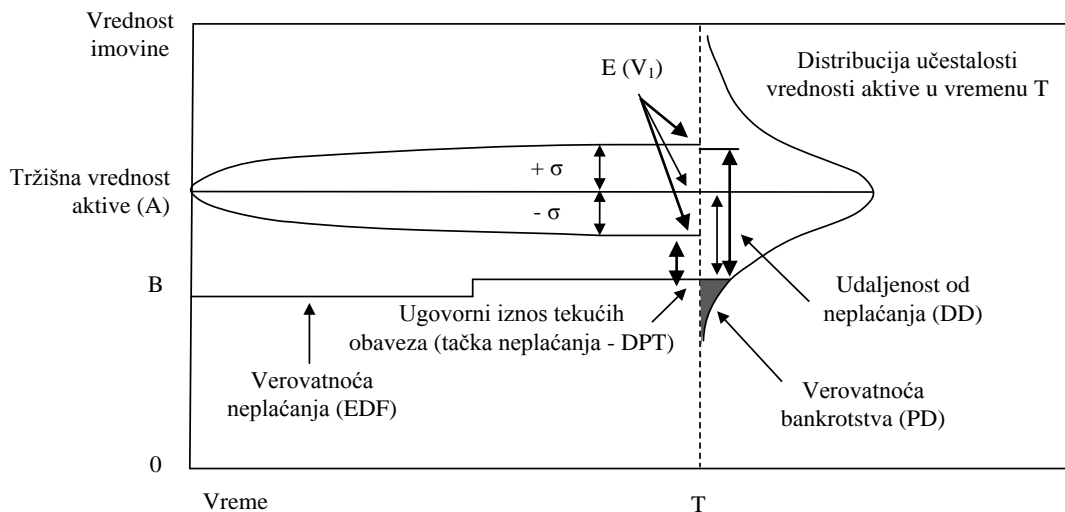 Vrednost
imovine
E (V₁)
Distribucija učestalosti
vrednosti aktive u vremenu T
+ σ
Tržišna vrednost
aktive (A)
- σ
B
Ugovorni iznos tekućih
obaveza (tačka neplaćanja - DPT)
Udaljenost od
neplaćanja (DD)
Verovatnoća
neplaćanja (EDF)
Verovatnoća
bankrotstva (PD)
0
Vreme
T